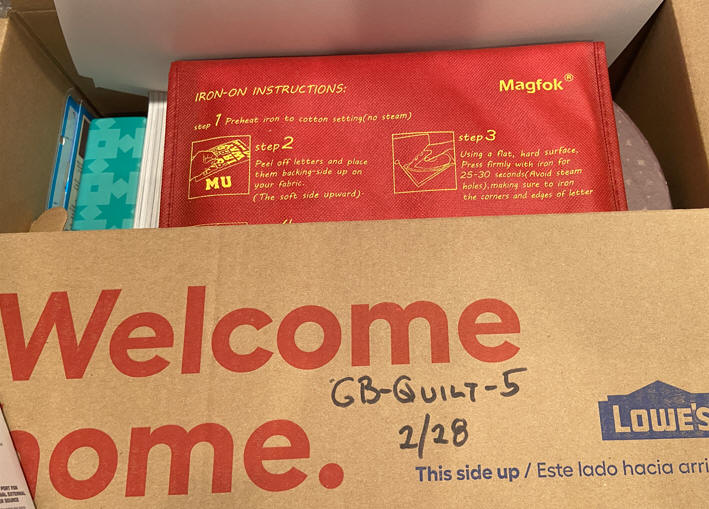 IRON-ON INSTRUCTIONS:
Magfok®
step 1 Preheat iron to cotton setting(no steam)
step 2
Peel off letters and place
them backing-side up on
your fabric.
(The soft side upward).
MU
step 3
Using a flat, hard surface.
Press firmly with iron for
25-30 seconds(Avoid steam
holes),making sure to iron
the corners and edges of letter
Welcome
home.
GB-QUILT-5
2/28
LOWE'S
This side up / Este lado hacia arri